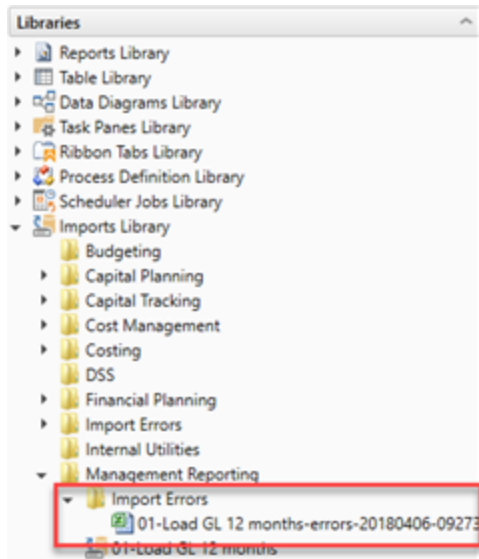 Libraries
Reports Library
Table Library
Data Diagrams Library
Task Panes Library
Ribbon Tabs Library
Process Definition Library
Scheduler Jobs Library
Imports Library
Budgeting
Capital Planning
Capital Tracking
Cost Management
Costing
DSS
Financial Planning
Import Errors
Internal Utilities
Management Reporting
Import Errors
01-Load GL 12 months-errors-20180406-09273
01-Load GL 12 months